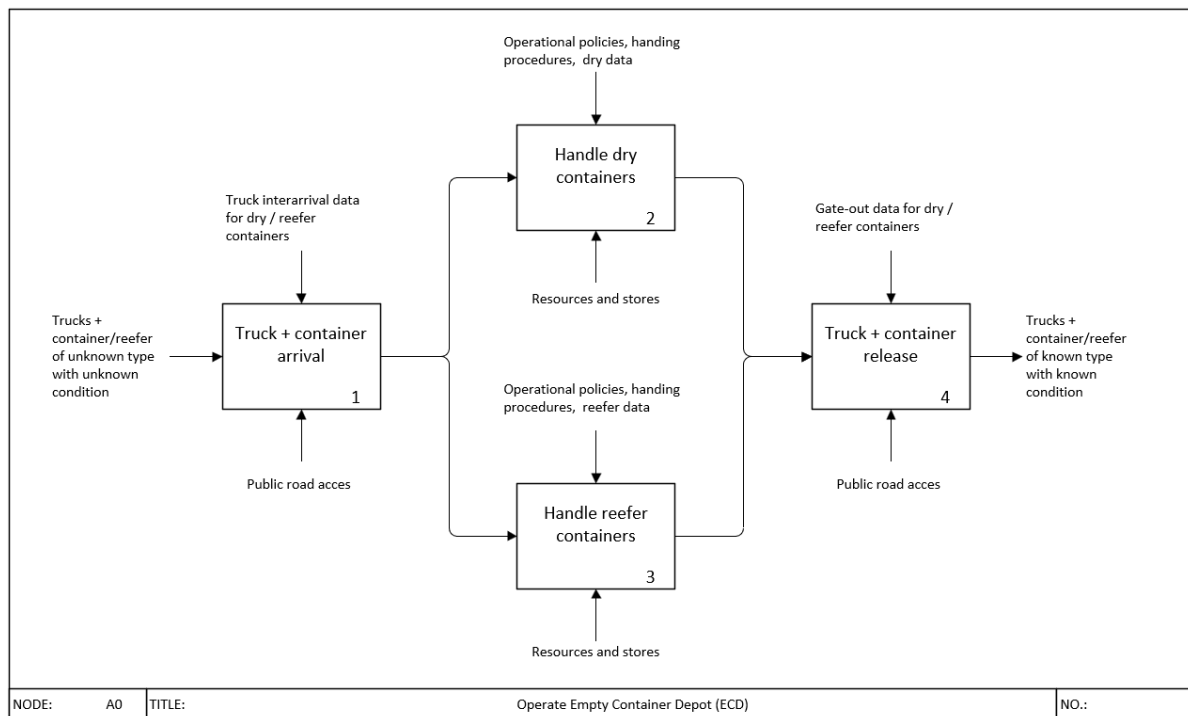 Operational policies, handing
procedures,  dry data
Handle dry
containers
2
Resources and stores
Truck interarrival data
for dry / reefer
containers
Trucks +
container/reefer
of unknown type
with unknown
condition
Truck + container
arrival
1
Public road acces
Operational policies, handing
procedures,  reefer data
Handle reefer
containers
3
Resources and stores
Gate-out data for dry /
reefer containers
Truck + container
release
4
Public road acces
Trucks +
container/reefer
of known type
with known
condition
NODE: A0 TITLE: Operate Empty Container Depot (ECD) NO.: